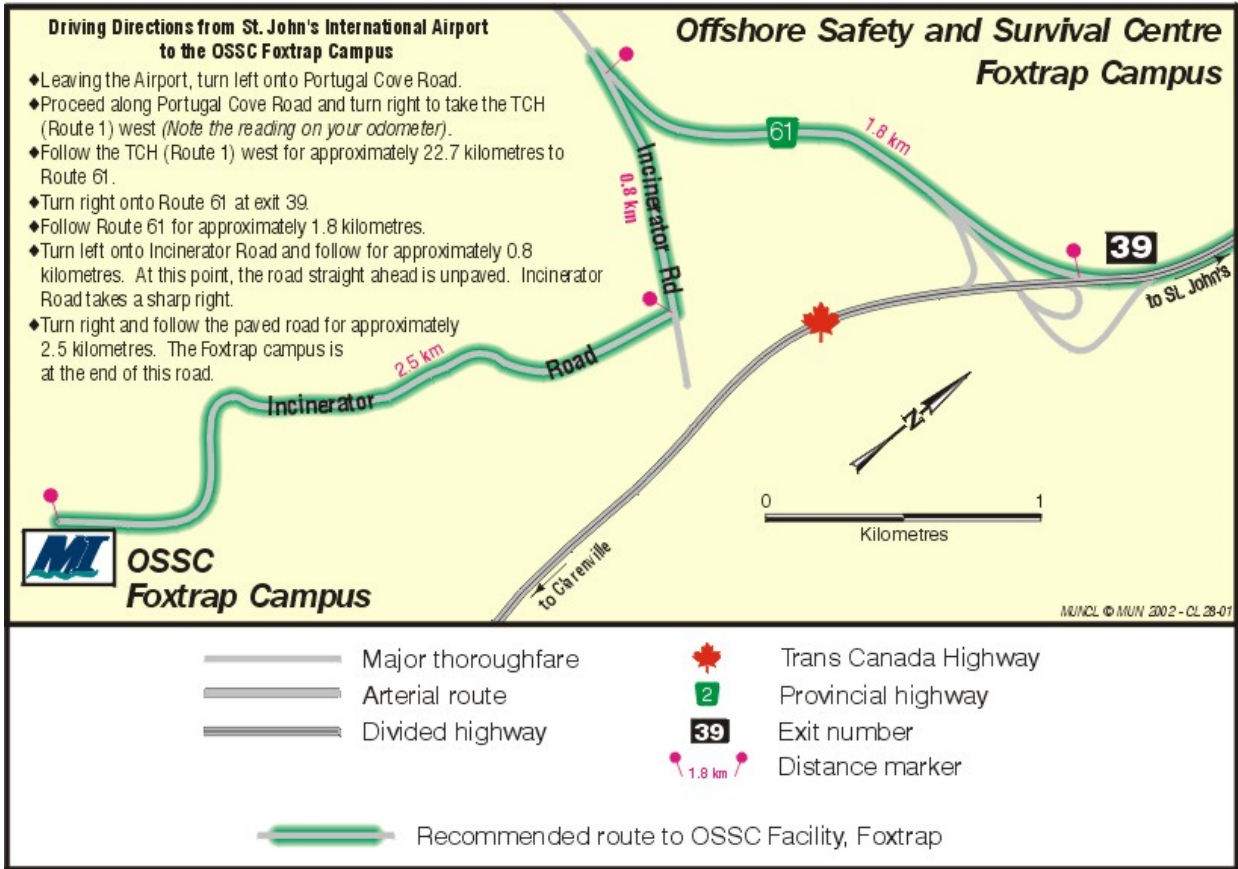 Driving Directions from St. John's International Airport
to the OSSC Foxtrap Campus
◆Leaving the Airport, turn left onto Portugal Cove Road.
◆Proceed along Portugal Cove Road and turn right to take the TCH
(Route 1) west (Note the reading on your odometer).
◆Follow the TCH (Route 1) west for approximately 22.7 kilometres to
Route 61.
◆Turn right onto Route 61 at exit 39.
◆Follow Route 61 for approximately 1.8 kilometres.
◆Turn left onto Incinerator Road and follow for approximately 0.8
kilometres. At this point, the road straight ahead is unpaved. Incinerator
Road takes a sharp right.
◆Turn right and follow the paved road for approximately
2.5 kilometres. The Foxtrap campus is
at the end of this road.
Offshore Safety and Survival Centre
Foxtrap Campus
61
1.8 km
Incinerator Rd
0.8 km
39
to St. John's
2.5 km
Incinerator Road
N
0 1
Kilometres
to Clarenville
MI
OSSC
Foxtrap Campus
MUNCL © MUN 2002 - CL 28-01
Major thoroughfare
Arterial route
Divided highway
Trans Canada Highway
2 Provincial highway
39 Exit number
1.8 km Distance marker
Recommended route to OSSC Facility, Foxtrap